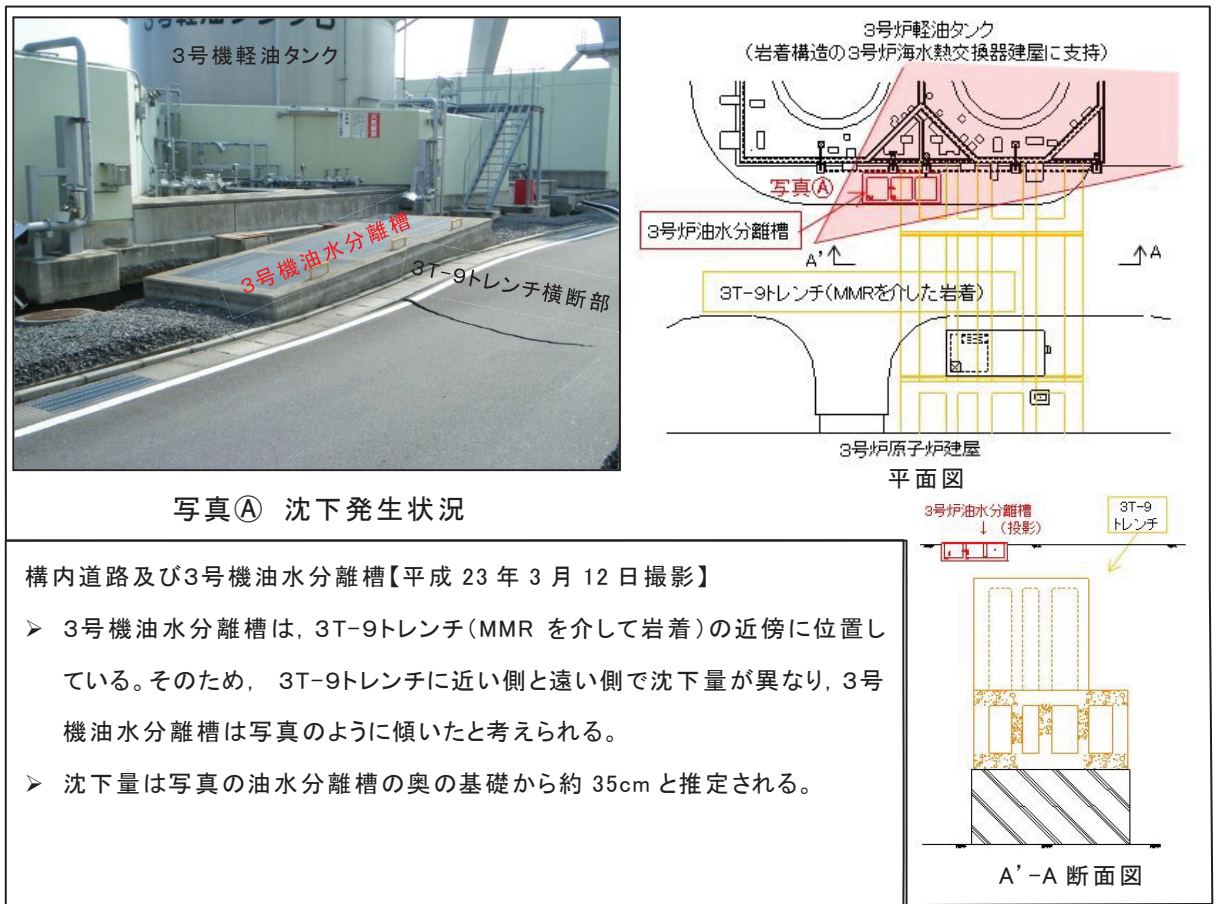 3号軽油タンクB
3号機軽油タンク
3号機油水分離槽
3T-9トレンチ横断部
写真Ⓐ 沈下発生状況
3号炉軽油タンク
(岩着構造の3号炉海水熱交換器建屋に支持)
写真Ⓐ
3号炉油水分離槽
A' A
3T-9トレンチ(MMRを介した岩着)
3号炉原子炉建屋
平面図
構内道路及び3号機油水分離槽【平成 23 年 3 月 12 日撮影】
➢ 3号機油水分離槽は, 3T-9トレンチ(MMR を介して岩着)の近傍に位置し
ている。そのため, 3T-9トレンチに近い側と遠い側で沈下量が異なり, 3号
機油水分離槽は写真のように傾いたと考えられる。
➢ 沈下量は写真の油水分離槽の奥の基礎から約 35cm と推定される。
3号炉油水分離槽
↓ (投影)
3T-9
トレンチ
A'-A 断面図